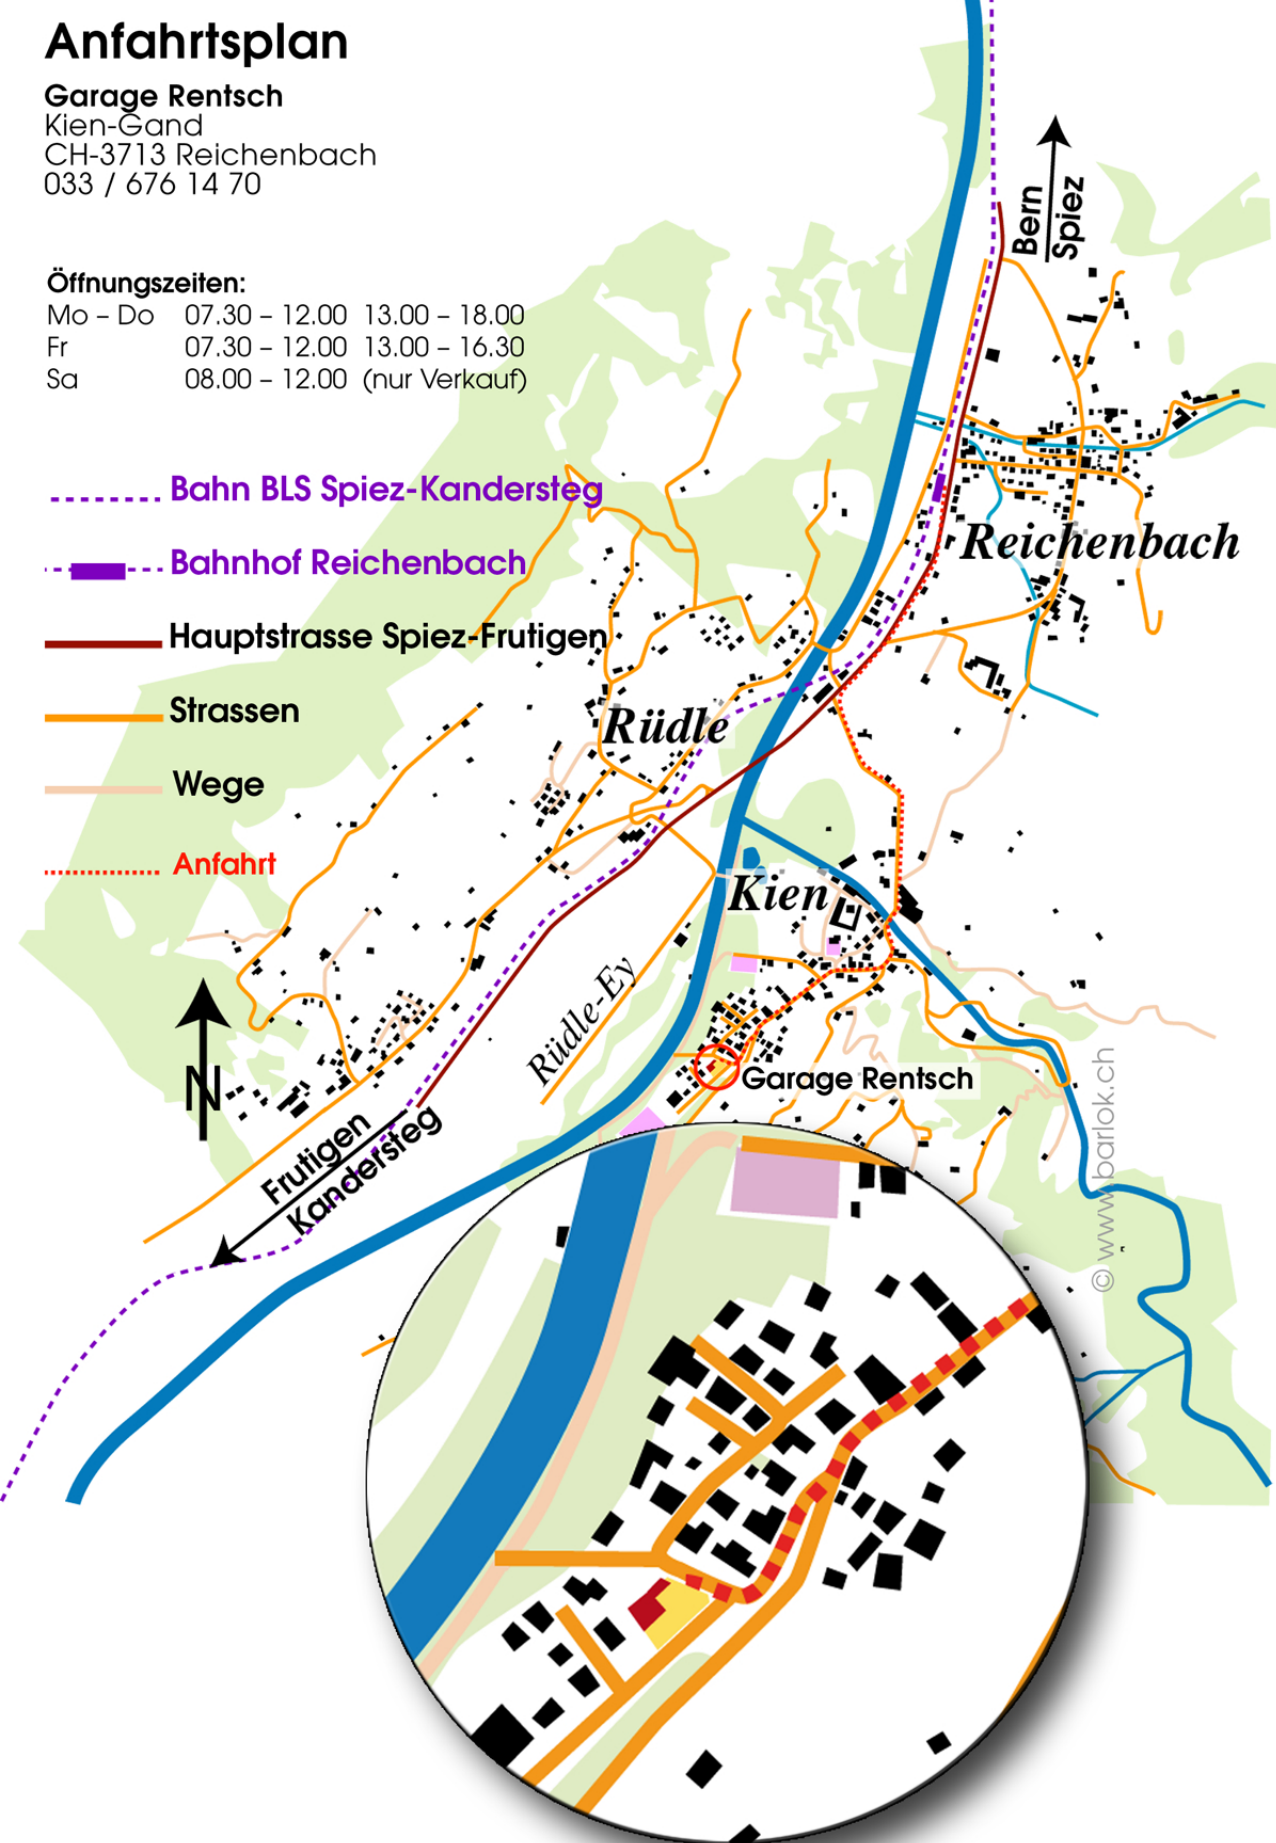 Anfahrtsplan
Garage Rentsch
Kien-Gand
CH-3713 Reichenbach
033 / 676 14 70
Öffnungszeiten:
Mo – Do 07.30 – 12.00 13.00 – 18.00
Fr 07.30 – 12.00 13.00 – 16.30
Sa 08.00 – 12.00 (nur Verkauf)
Bern
Spiez
Bahn BLS Spiez-Kandersteg
Bahnhof Reichenbach
Hauptstrasse Spiez-Frutigen
Strassen
Wege
Anfahrt
Reichenbach
Rüdle
Kien
Rüdle-Ey
Garage Rentsch
N
Frutigen
Kandersteg
© www.barlok.ch